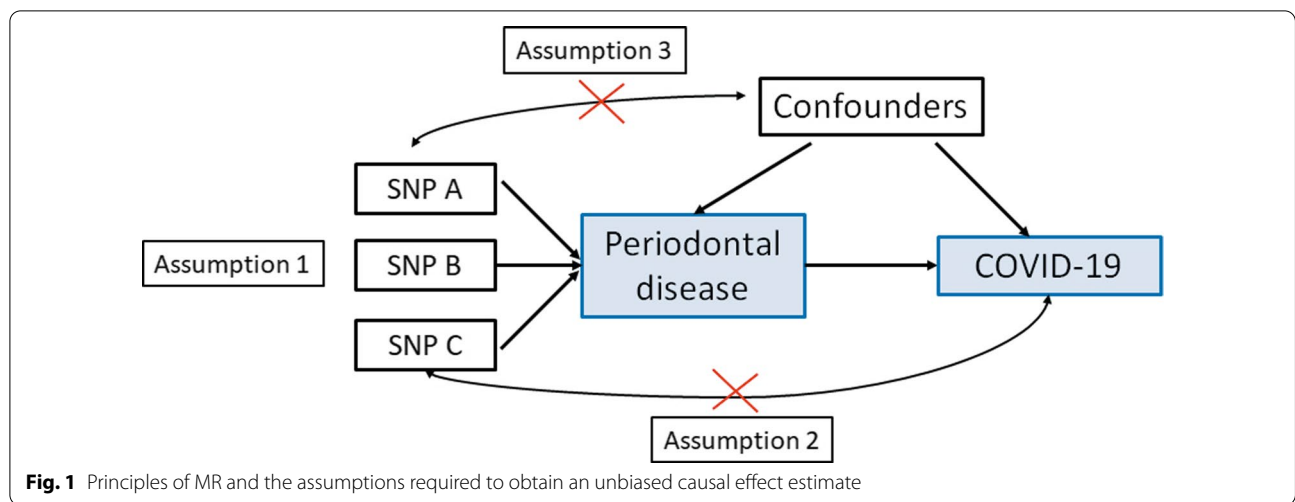 Assumption 3
Confounders
SNP A
Assumption 1
SNP B
SNP C
Periodontal
disease
COVID-19
Assumption 2
Fig. 1 Principles of MR and the assumptions required to obtain an unbiased causal effect estimate